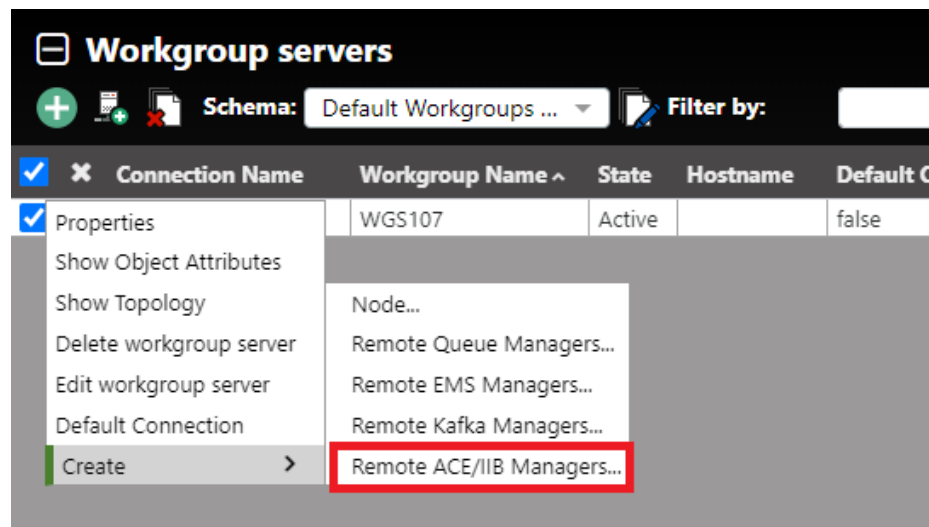 Workgroup servers
Schema: Default Workgroups ... Filter by:
Connection Name Workgroup Name State Hostname Default C
WGS107 Active false
Properties
Show Object Attributes
Show Topology
Delete workgroup server
Edit workgroup server
Default Connection
Create
Node...
Remote Queue Managers...
Remote EMS Managers...
Remote Kafka Managers...
Remote ACE/IIB Managers...